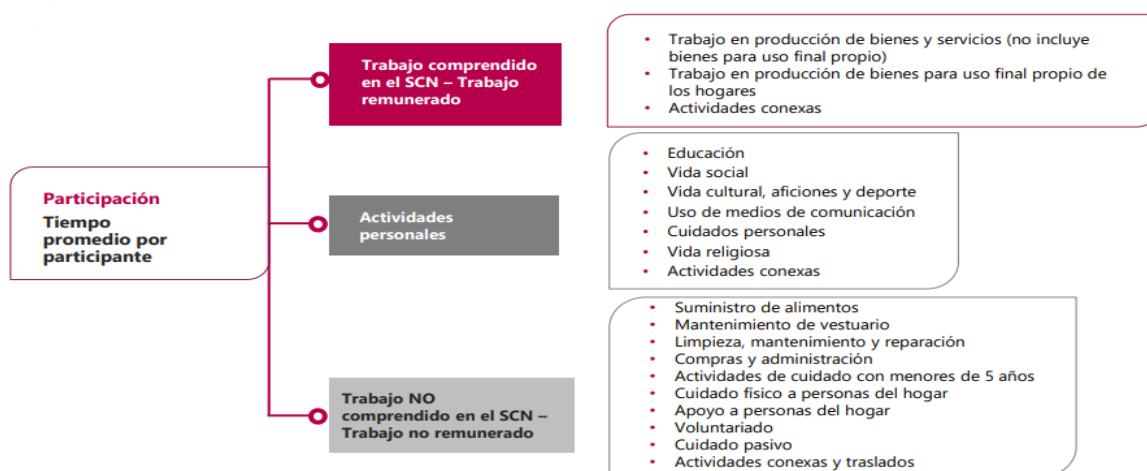 Participación
Tiempo
promedio por
participante
Trabajo comprendido
en el SCN – Trabajo
remunerado
• Trabajo en producción de bienes y servicios (no incluye
bienes para uso final propio)
• Trabajo en producción de bienes para uso final propio de
los hogares
• Actividades conexas
Actividades
personales
• Educación
• Vida social
• Vida cultural, aficiones y deporte
• Uso de medios de comunicación
• Cuidados personales
• Vida religiosa
• Actividades conexas
Trabajo NO
comprendido en el SCN –
Trabajo no remunerado
• Suministro de alimentos
• Mantenimiento de vestuario
• Limpieza, mantenimiento y reparación
• Compras y administración
• Actividades de cuidado con menores de 5 años
• Cuidado físico a personas del hogar
• Apoyo a personas del hogar
• Voluntariado
• Cuidado pasivo
• Actividades conexas y traslados